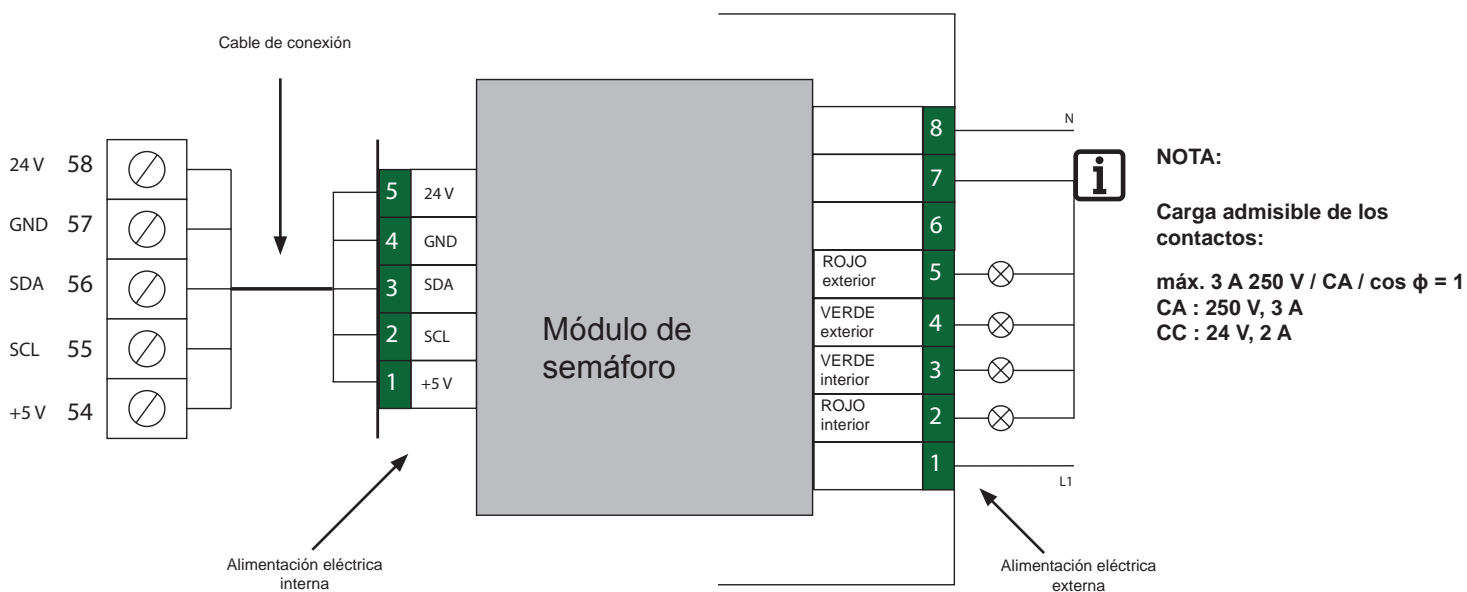 Cable de conexión
24 V 58
GND 57
SDA 56
SCL 55
+5 V 54
5 24 V
4 GND
3 SDA
2 SCL
1 +5 V
Alimentación eléctrica
interna
Módulo de
semáforo
8
7
6
ROJO
exterior
5
VERDE
exterior
4
VERDE
interior
3
ROJO
interior
2
1
N
L1
Alimentación eléctrica
externa
i
NOTA:
Carga admisible de los
contactos:
máx. 3 A 250 V / CA / cos ϕ = 1
CA : 250 V, 3 A
CC : 24 V, 2 A